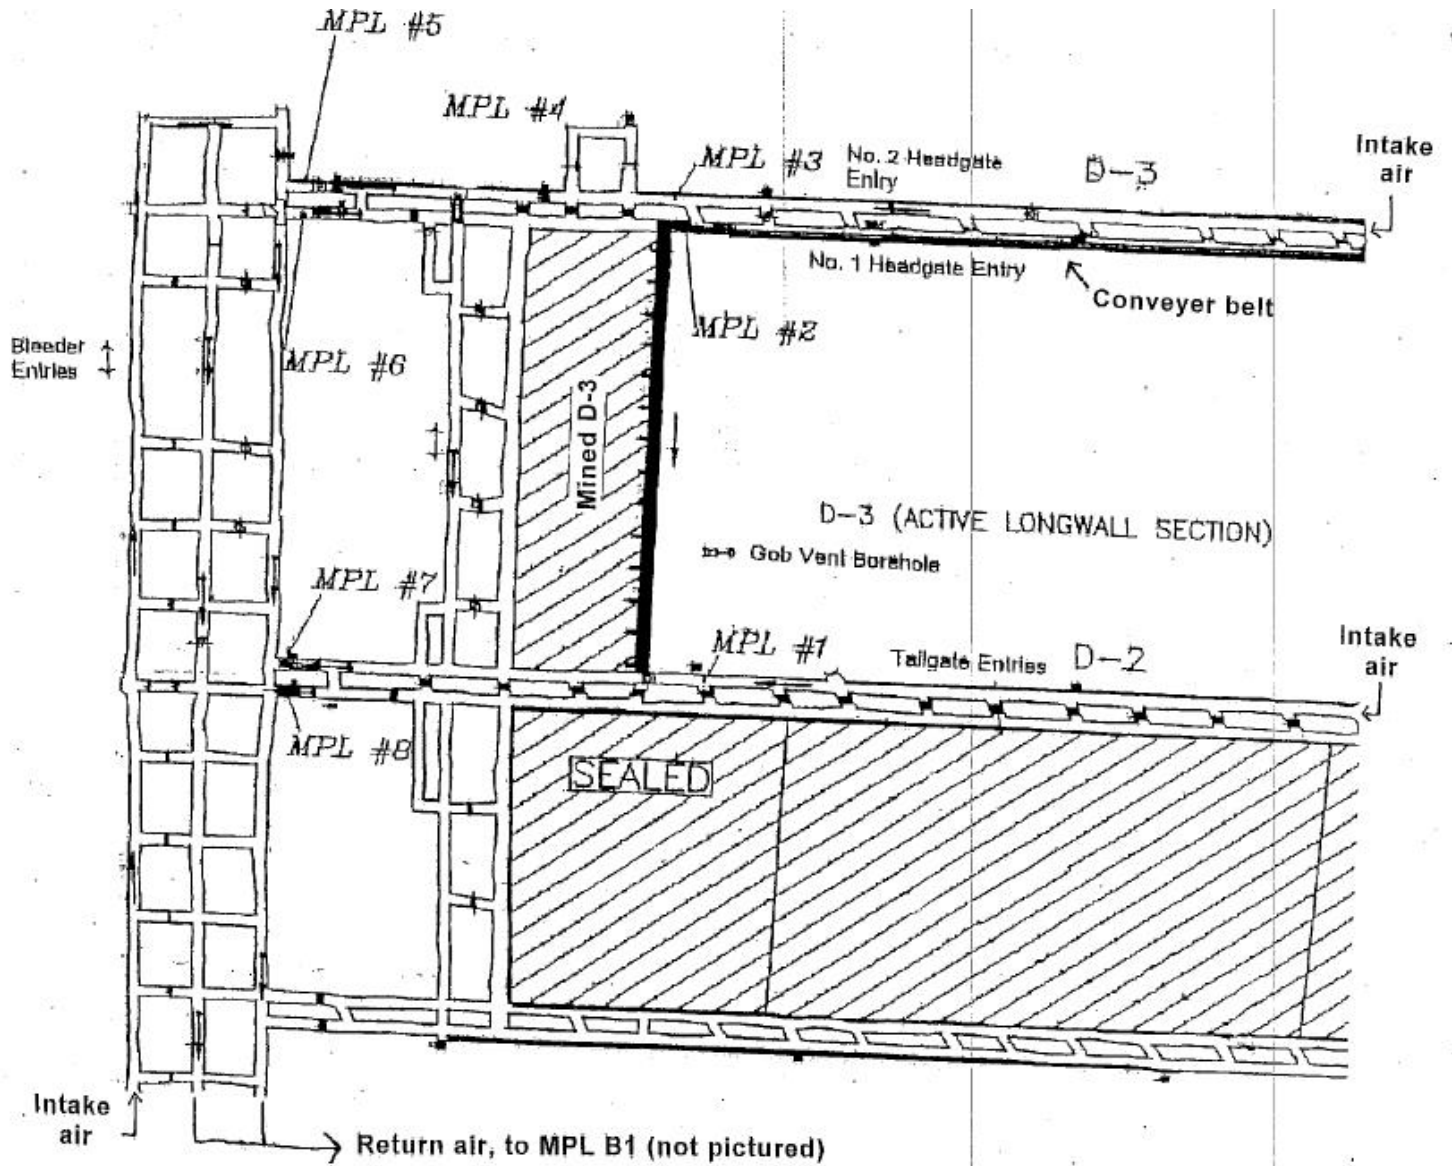 MPL #5
MPL #4
MPL #3
No. 2 Headgate
Entry
D-3
Intake
air
No. 1 Headgate Entry
Conveyer belt
MPL #2
Bleeder
Entries
MPL #6
Mined D-3
D-3 (ACTIVE LONGWALL SECTION)
Gob Vent Borehole
MPL #7
MPL #1
Tailgate Entries
D-2
Intake
air
MPL #8
SEALED
Intake
air
Return air, to MPL B1 (not pictured)